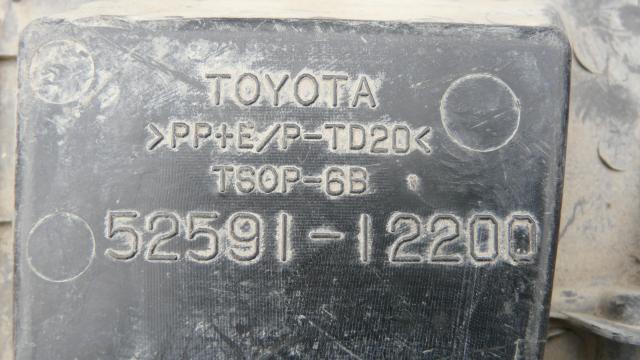 TOYOTA
>PP+E/P-TD20<
TSOP-6B
52591-12200